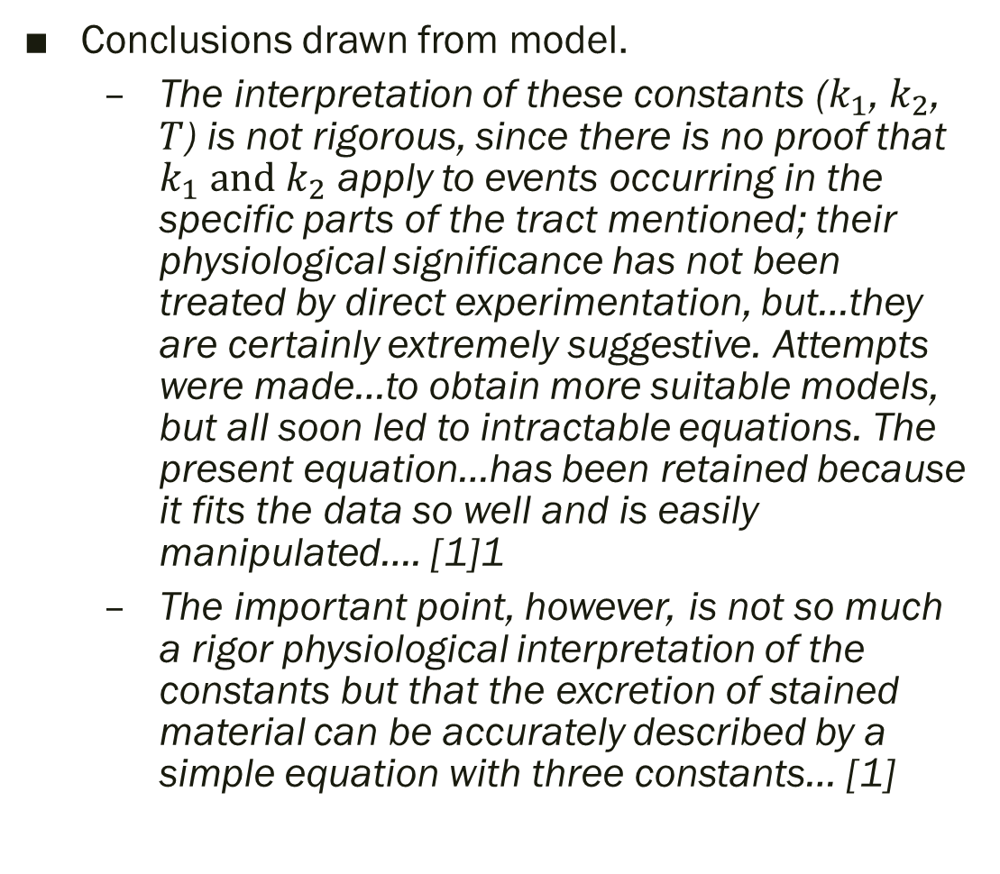 ■ Conclusions drawn from model.
– The interpretation of these constants (k₁, k₂,
T) is not rigorous, since there is no proof that
k₁ and k₂ apply to events occurring in the
specific parts of the tract mentioned; their
physiological significance has not been
treated by direct experimentation, but...they
are certainly extremely suggestive. Attempts
were made...to obtain more suitable models,
but all soon led to intractable equations. The
present equation...has been retained because
it fits the data so well and is easily
manipulated.... [1]1
– The important point, however, is not so much
a rigor physiological interpretation of the
constants but that the excretion of stained
material can be accurately described by a
simple equation with three constants... [1]